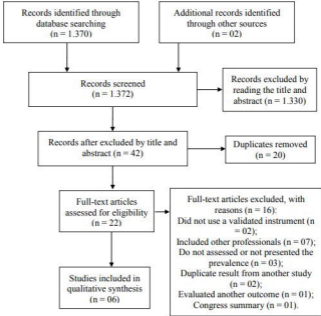 Records identified through
database searching
(n = 1.370)
Additional records identified
through other sources
(n = 02)
Records screened
(n = 1.372)
Records excluded by
reading the title and
abstract (n = 1.330)
Records after excluded by title and
abstract (n = 42)
Duplicates removed
(n = 20)
Full-text articles
assessed for eligibility
(n = 22)
Full-text articles excluded, with
reasons (n = 16):
Did not use a validated instrument (n
= 02);
Included other professionals (n = 07);
Do not assessed or not presented the
prevalence (n = 03);
Duplicate result from another study
(n = 02);
Evaluated another outcome (n = 01);
Congress summary (n = 01).
Studies included in
qualitative synthesis
(n = 06)